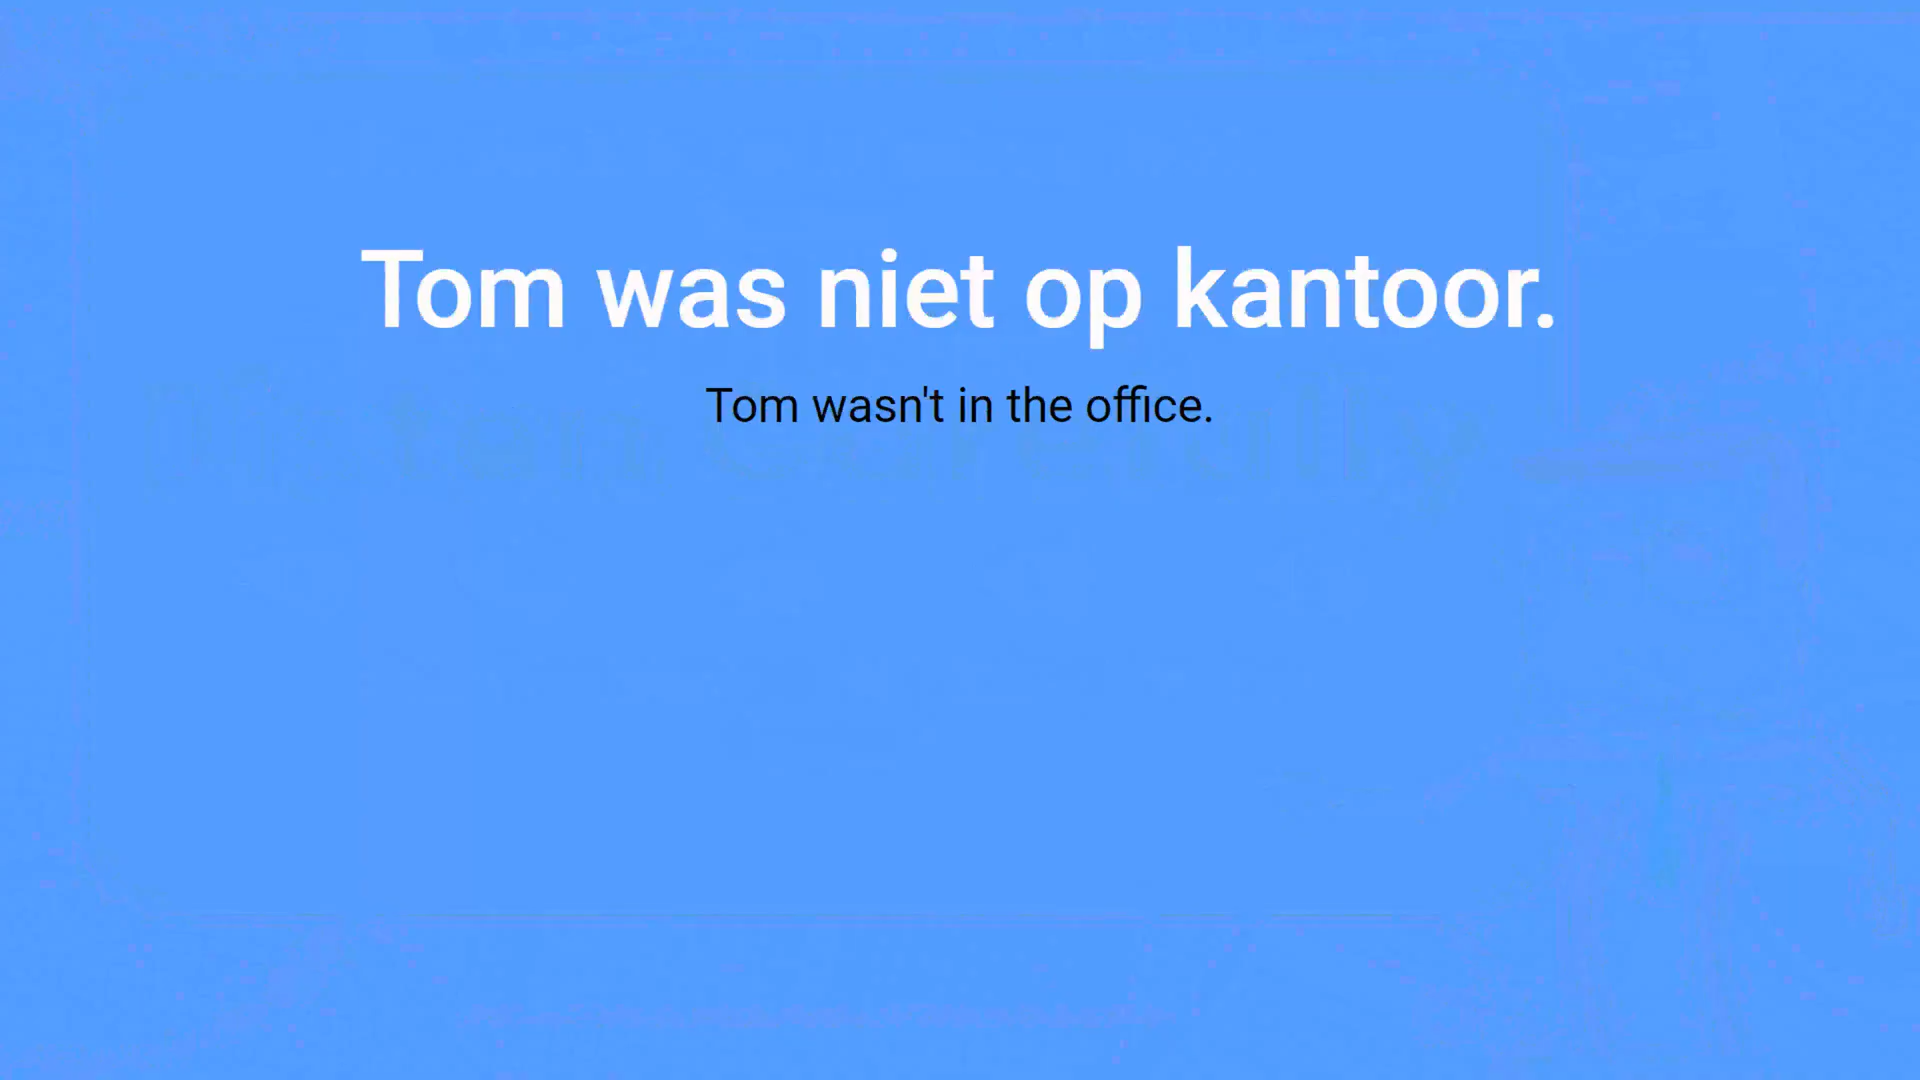 Tom was niet op kantoor.
Tom wasn't in the office.